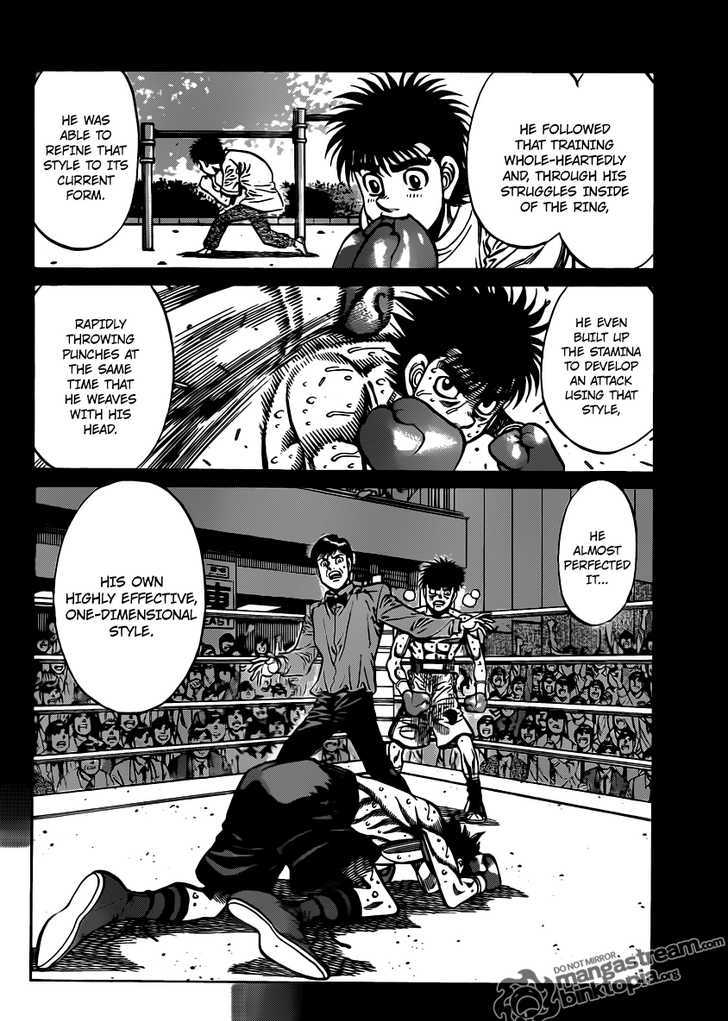 HE FOLLOWED
THAT TRAINING
WHOLE-HEARTEDLY
AND, THROUGH HIS
STRUGGLES INSIDE
OF THE RING,
HE WAS
ABLE TO
REFINE THAT
STYLE TO ITS
CURRENT
FORM.
HE EVEN
BUILT UP
THE STAMINA
TO DEVELOP
AN ATTACK
USING THAT
STYLE,
RAPIDLY
THROWING
PUNCHES AT
THE SAME
TIME THAT
HE WEAVES
WITH HIS
HEAD.
HE
ALMOST
PERFECTED
IT...
HIS OWN
HIGHLY EFFECTIVE,
ONE-DIMENSIONAL
STYLE.
東
EAST
DO NOT MIRROR
mangastream.com
binktopia.org